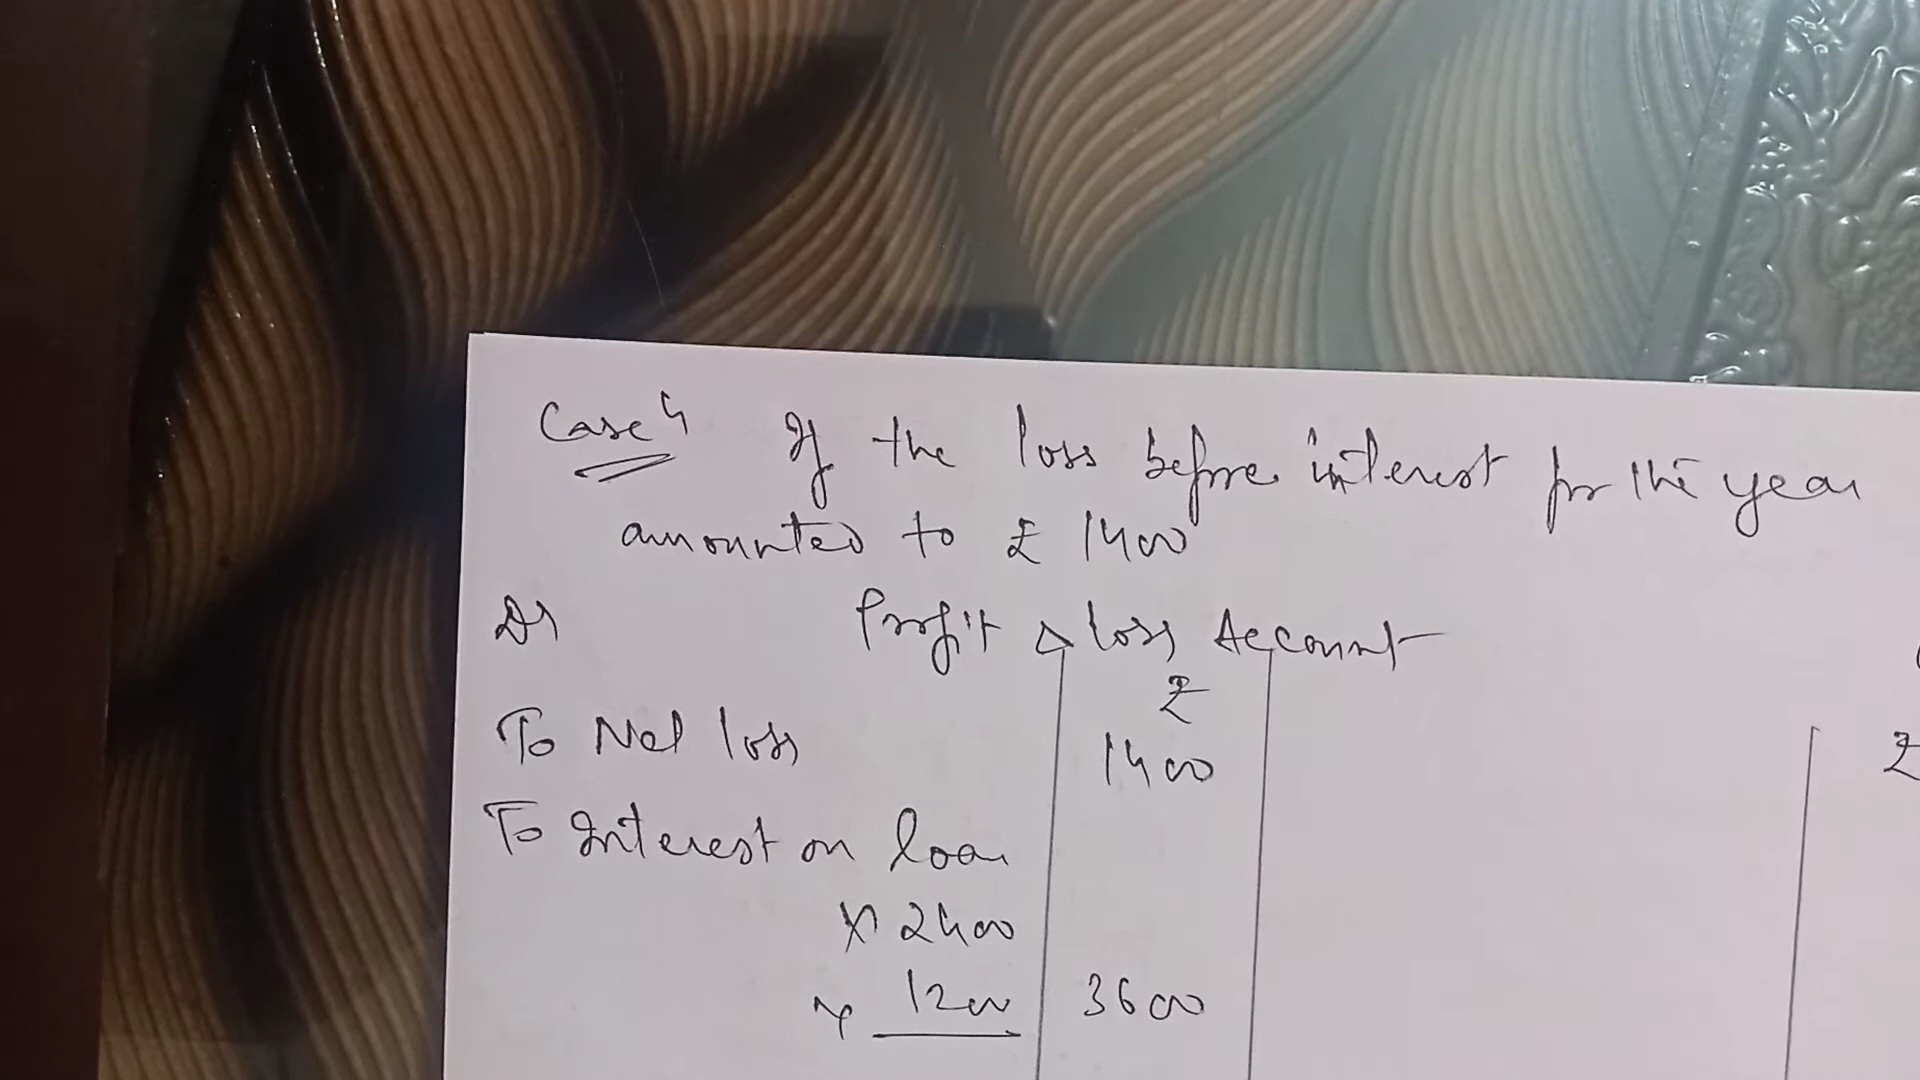 Case 4 If the loss before interest for the year
amounted to ₹ 1400
Dr Profit & loss Account
₹ ₹
To Net loss 1400
To Interest on loan
X 2400
Y 1200 3600